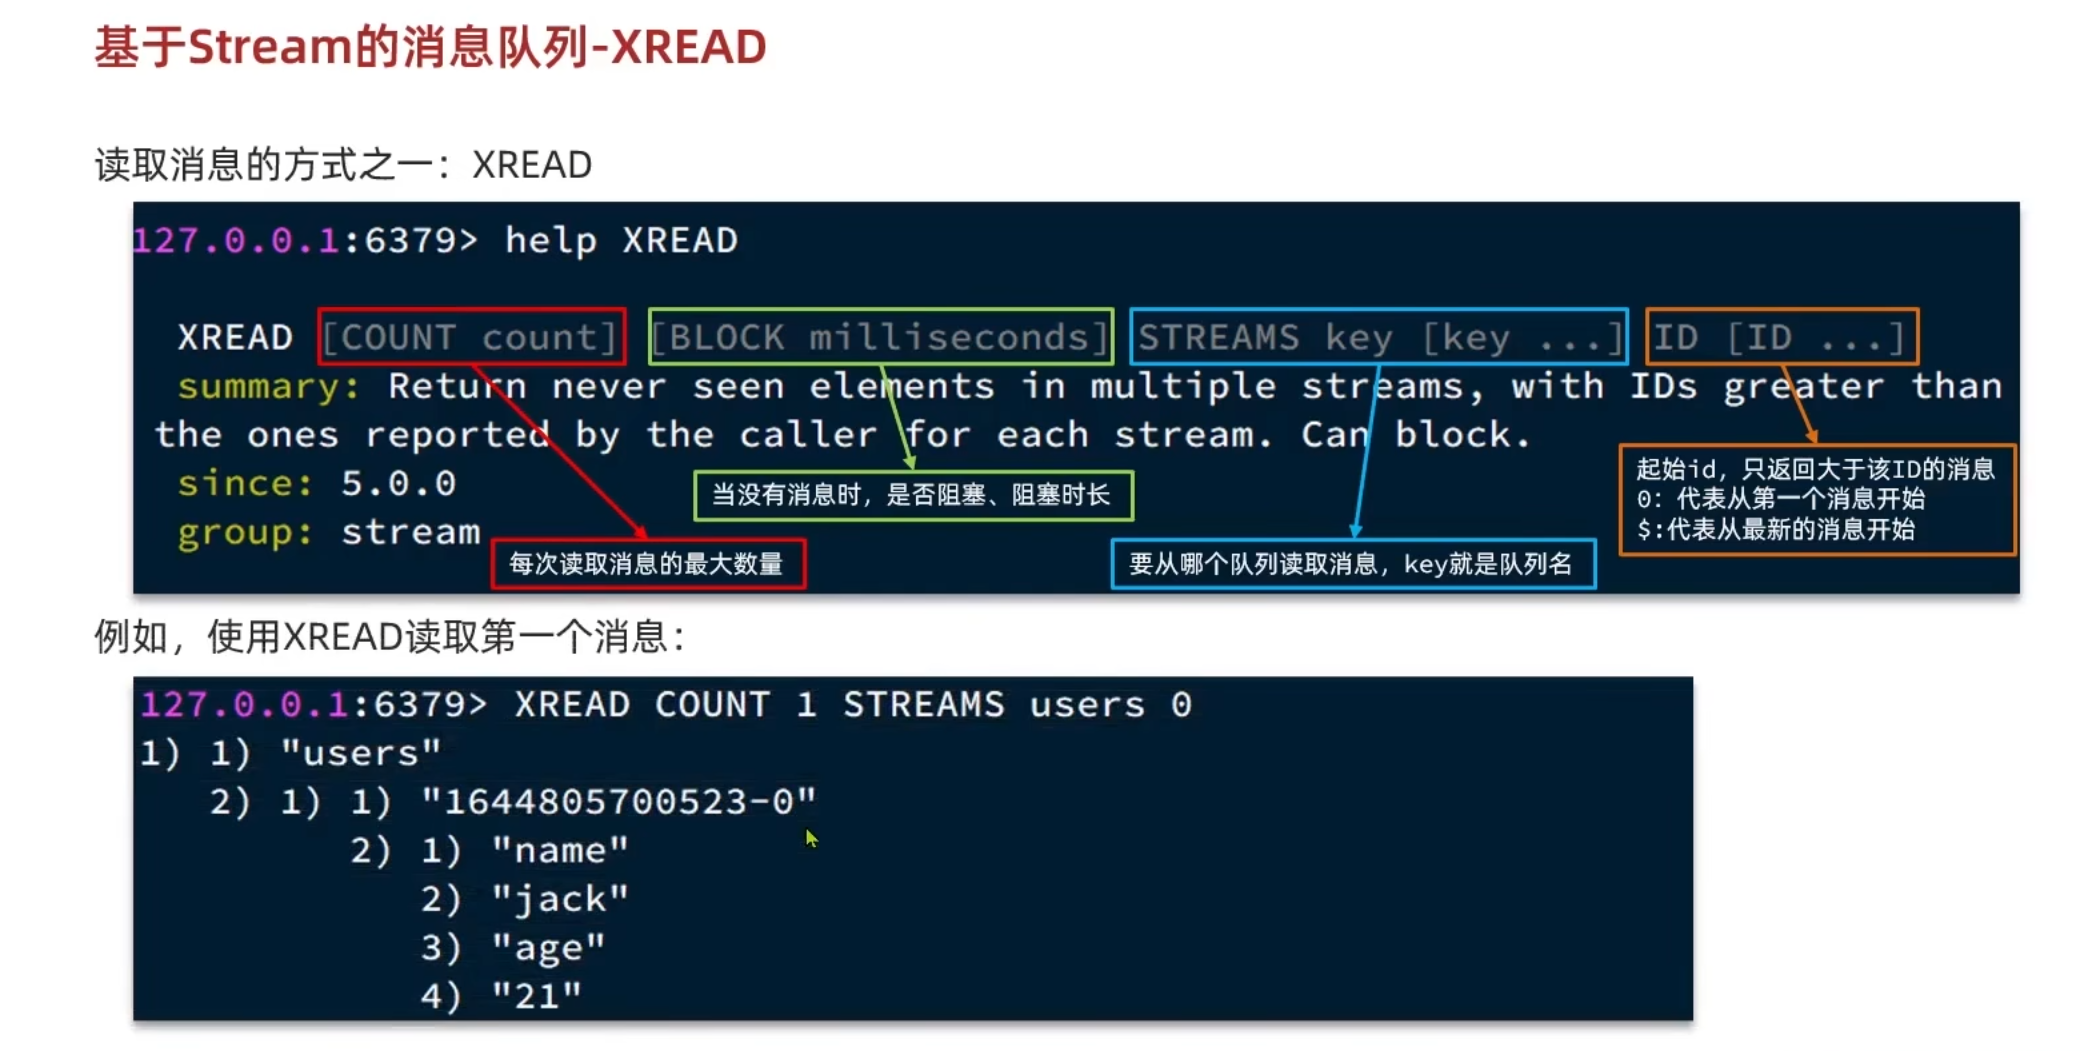 基于Stream的消息队列-XREAD
读取消息的方式之一：XREAD
127.0.0.1:6379> help XREAD
XREAD [COUNT count] [BLOCK milliseconds] STREAMS key [key ...] ID [ID ...]
summary: Return never seen elements in multiple streams, with IDs greater than
the ones reported by the caller for each stream. Can block.
since: 5.0.0
group: stream
当没有消息时，是否阻塞、阻塞时长
起始id，只返回大于该ID的消息
0：代表从第一个消息开始
$:代表从最新的消息开始
每次读取消息的最大数量
要从哪个队列读取消息，key就是队列名
例如，使用XREAD读取第一个消息：
127.0.0.1:6379> XREAD COUNT 1 STREAMS users 0
1) 1) "users"
2) 1) 1) "1644805700523-0"
2) 1) "name"
2) "jack"
3) "age"
4) "21"